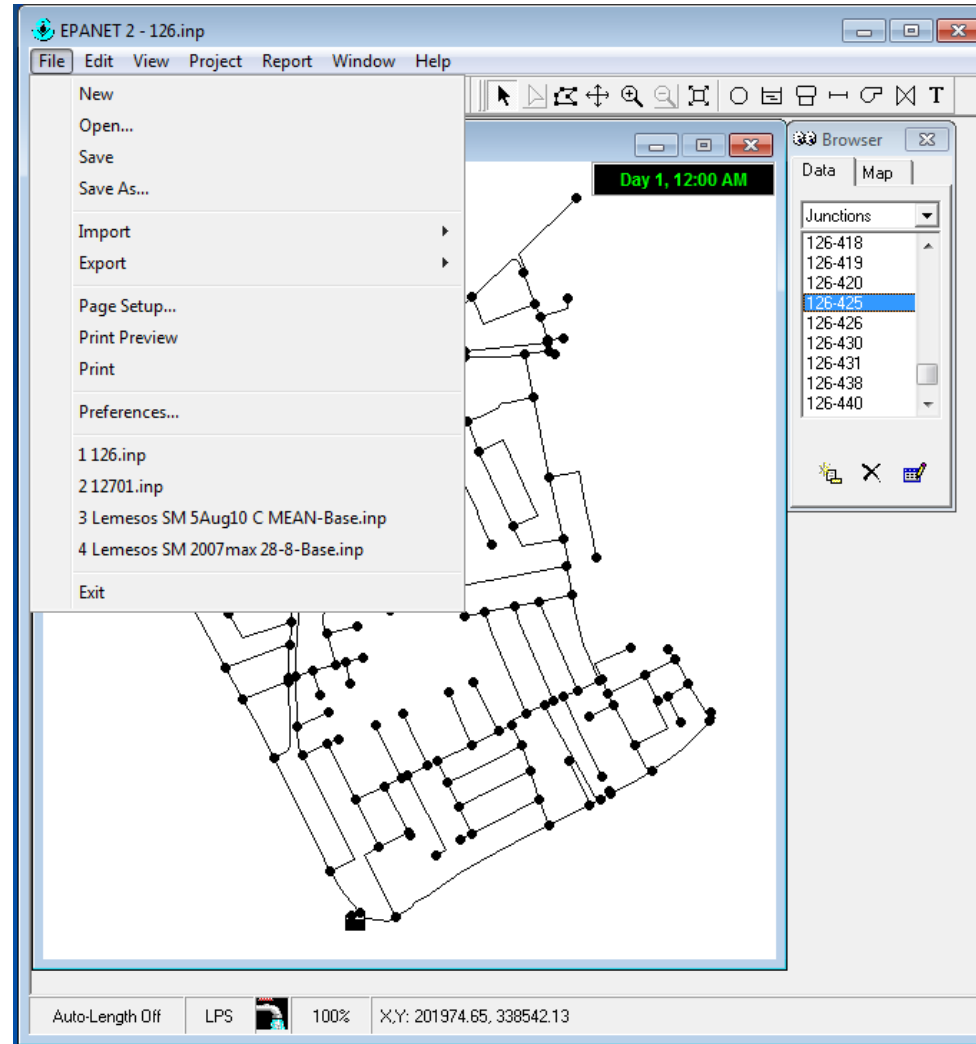 EPANET 2 - 126.inp
File Edit View Project Report Window Help
T
New
Open...
Save
Save As...
Import
Export
Page Setup...
Print Preview
Print
Preferences...
1 126.inp
2 12701.inp
3 Lemesos SM 5Aug10 C MEAN-Base.inp
4 Lemesos SM 2007max 28-8-Base.inp
Exit
Day 1, 12:00 AM
Browser
Data Map
Junctions
126-418
126-419
126-420
126-425
126-426
126-430
126-431
126-438
126-440
Auto-Length Off LPS 100% X,Y: 201974.65, 338542.13